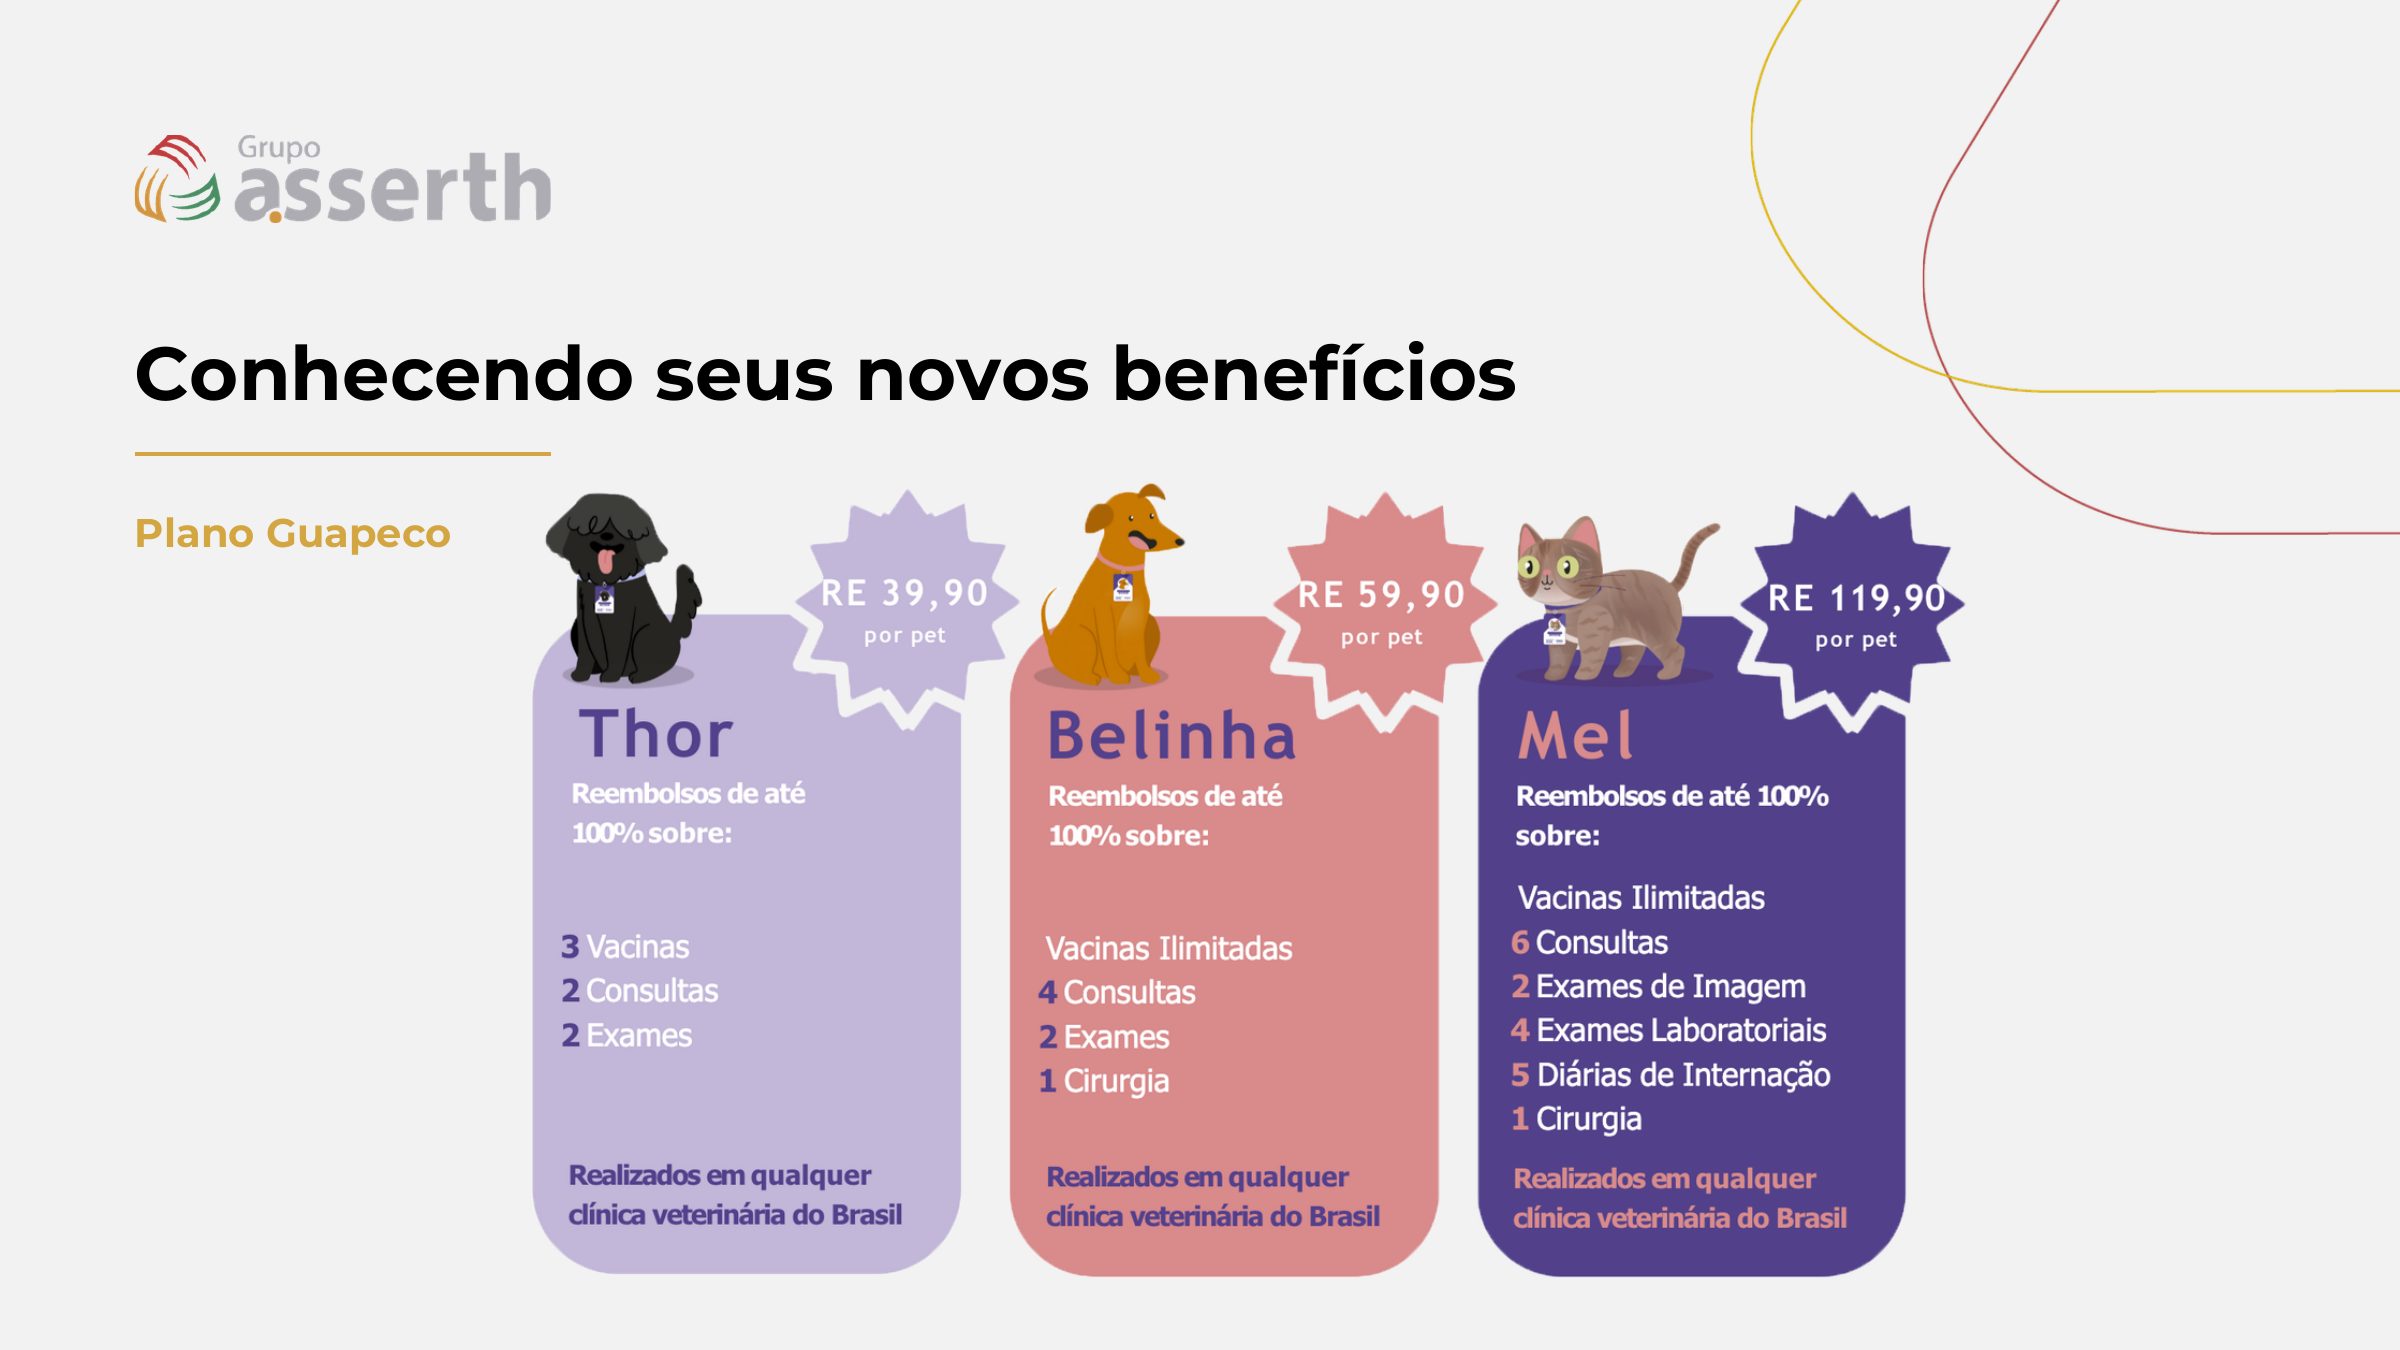 Grupo
asserth
Conhecendo seus novos benefícios
Plano Guapeco
RE 39,90
por pet
Thor
Reembolsos de até
100% sobre:
3 Vacinas
2 Consultas
2 Exames
Realizados em qualquer
clínica veterinária do Brasil
RE 59,90
por pet
Belinha
Reembolsos de até
100% sobre:
Vacinas Ilimitadas
4 Consultas
2 Exames
1 Cirurgia
Realizados em qualquer
clínica veterinária do Brasil
RE 119,90
por pet
Mel
Reembolsos de até 100%
sobre:
Vacinas Ilimitadas
6 Consultas
2 Exames de Imagem
4 Exames Laboratoriais
5 Diárias de Internação
1 Cirurgia
Realizados em qualquer
clínica veterinária do Brasil